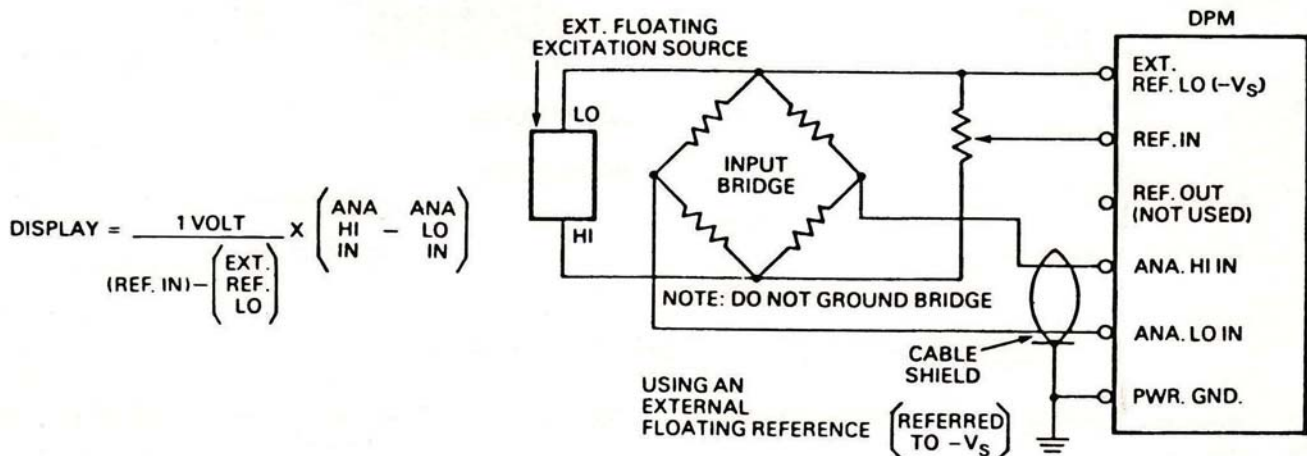 DPM
EXT. FLOATING
EXCITATION SOURCE
LO
HI
INPUT
BRIDGE
EXT.
REF. LO (-VS)
REF. IN
REF. OUT
(NOT USED)
ANA. HI IN
ANA. LO IN
PWR. GND.
DISPLAY = 1 VOLT / (REF. IN) - (EXT. REF. LO) X (ANA HI IN - ANA LO IN)
NOTE: DO NOT GROUND BRIDGE
CABLE
SHIELD
USING AN
EXTERNAL
FLOATING REFERENCE
(REFERRED
TO -VS)